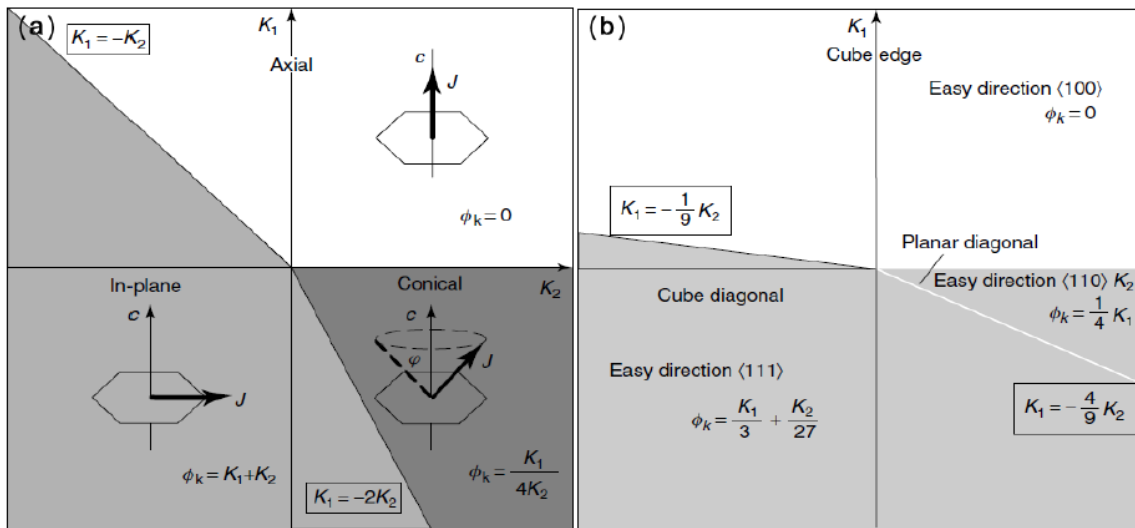 (a)
K₁ = −K₂
K₁
Axial
c
J
ϕₖ = 0
In-plane
c
J
ϕₖ = K₁+K₂
Conical
K₂
c
J
φ
K₁ = −2K₂
ϕₖ = K₁/4K₂
(b)
K₁
Cube edge
Easy direction ⟨100⟩
ϕₖ = 0
K₁ = −1/9 K₂
Planar diagonal
Easy direction ⟨110⟩ K₂
ϕₖ = 1/4 K₁
Cube diagonal
Easy direction ⟨111⟩
ϕₖ = K₁/3 + K₂/27
K₁ = −4/9 K₂